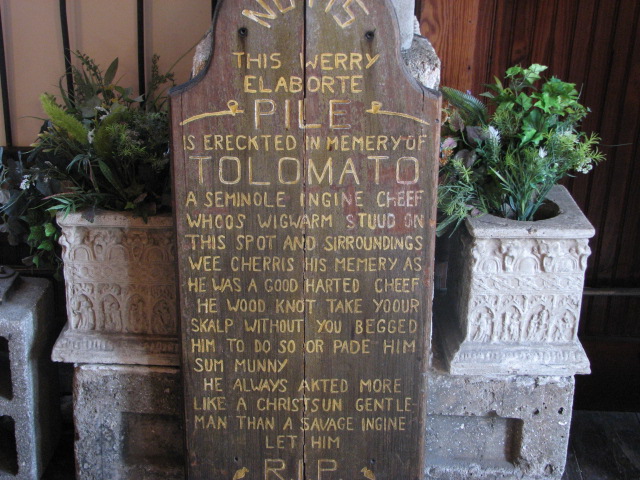 NOTIS
THIS WERRY
ELABORTE
PILE
IS ERECKTED IN MEMERY OF
TOLOMATO
A SEMINOLE INGINE CHEEF
WHOOS WIGWARM STUUD ON
THIS SPOT AND SIRROUNDINGS
WEE CHERRIS HIS MEMERY AS
HE WAS A GOOD HARTED CHEEF
HE WOOD KNOT TAKE YOOUR
SKALP WITHOUT YOU BEGGED
HIM TO DO SO OR PADE HIM
SUM MUNNY
HE ALWAYS AKTED MORE
LIKE A CHRISTSUN GENTLE-
MAN THAN A SAVAGE INGINE
LET HIM
R.I.P.